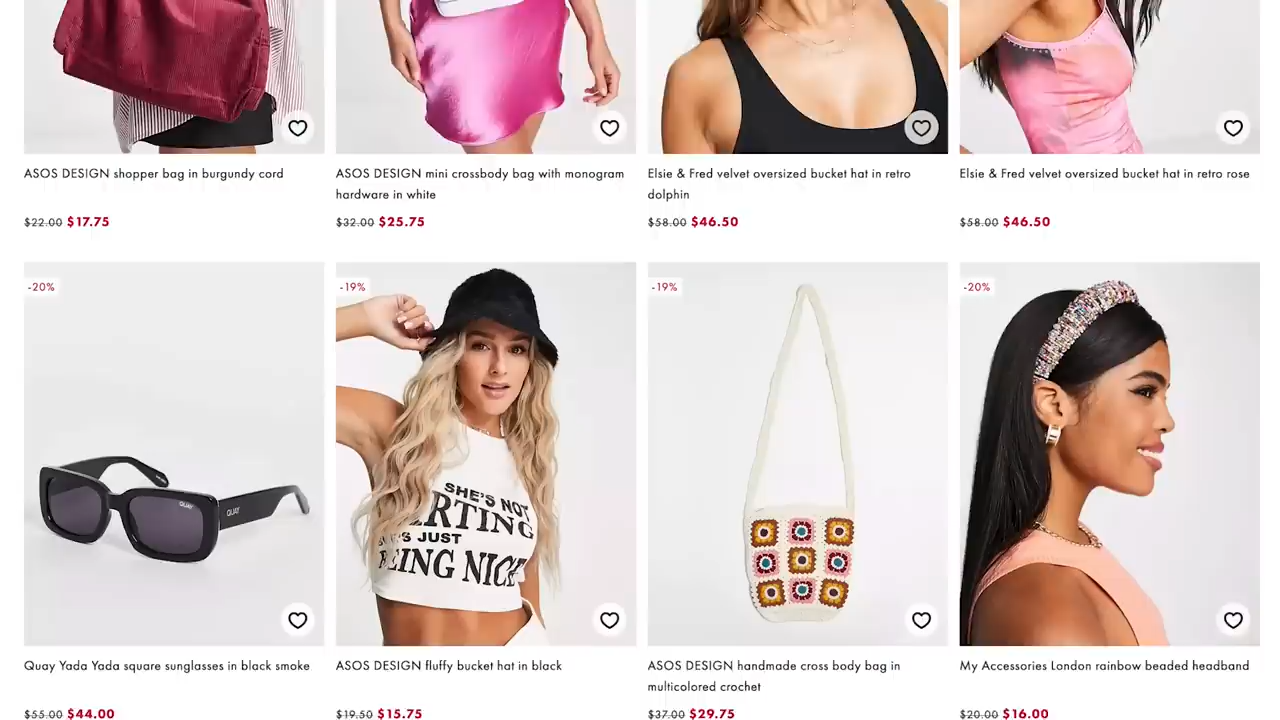 ASOS DESIGN shopper bag in burgundy cord
$22.00 $17.75
ASOS DESIGN mini crossbody bag with monogram
hardware in white
$32.00 $25.75
Elsie & Fred velvet oversized bucket hat in retro
dolphin
$58.00 $46.50
Elsie & Fred velvet oversized bucket hat in retro rose
$58.00 $46.50
-20%
QUAY
QUAY
Quay Yada Yada square sunglasses in black smoke
$55.00 $44.00
-19%
SHE'S NOT
JUST
BEING NICE
ASOS DESIGN fluffy bucket hat in black
$19.50 $15.75
-19%
ASOS DESIGN handmade cross body bag in
multicolored crochet
$37.00 $29.75
-20%
My Accessories London rainbow beaded headband
$20.00 $16.00